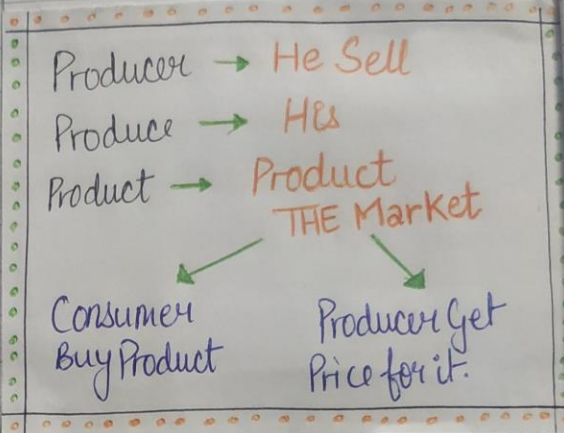 Producer → He Sell
Produce → His
Product → Product
THE Market
Consumer
Buy Product
Producer Get
Price for it.